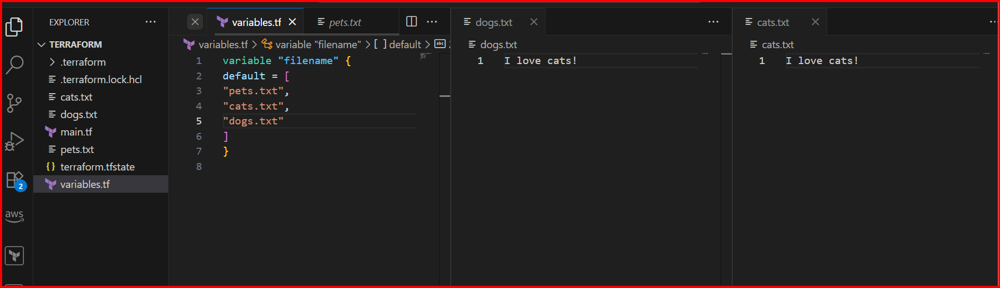 EXPLORER ...
TERRAFORM
.terraform
.terraform.lock.hcl
cats.txt
dogs.txt
main.tf
pets.txt
{} terraform.tfstate
variables.tf
2
aws
variables.tf
pets.txt
variables.tf > variable "filename" > [ ] default > abc
1 variable "filename" {
2 default = [
3 "pets.txt",
4 "cats.txt",
5 "dogs.txt"
6 ]
7 }
8
dogs.txt
dogs.txt
1 I love cats!
cats.txt
cats.txt
1 I love cats!